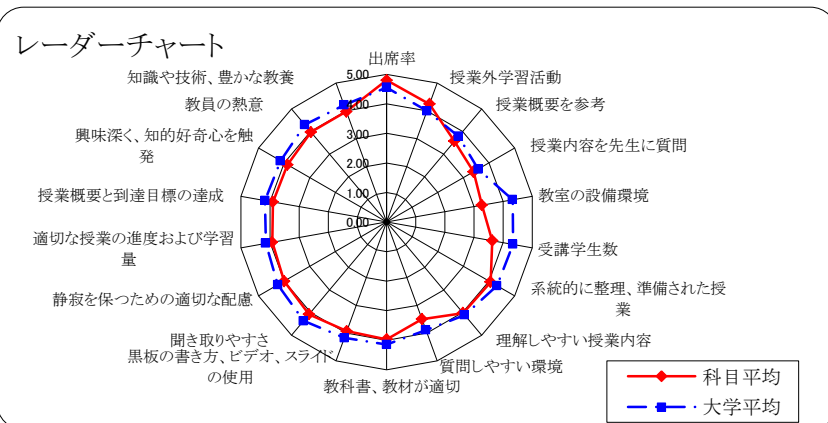 レーダーチャート
出席率
授業外学習活動
授業概要を参考
授業内容を先生に質問
教室の設備環境
受講学生数
系統的に整理、準備された授
業
理解しやすい授業内容
質問しやすい環境
教科書、教材が適切
黒板の書き方、ビデオ、スライド
の使用
聞き取りやすさ
静寂を保つための適切な配慮
適切な授業の進度および学習
量
授業概要と到達目標の達成
興味深く、知的好奇心を触
発
教員の熱意
知識や技術、豊かな教養
5.00
4.00
3.00
2.00
1.00
0.00
科目平均
大学平均